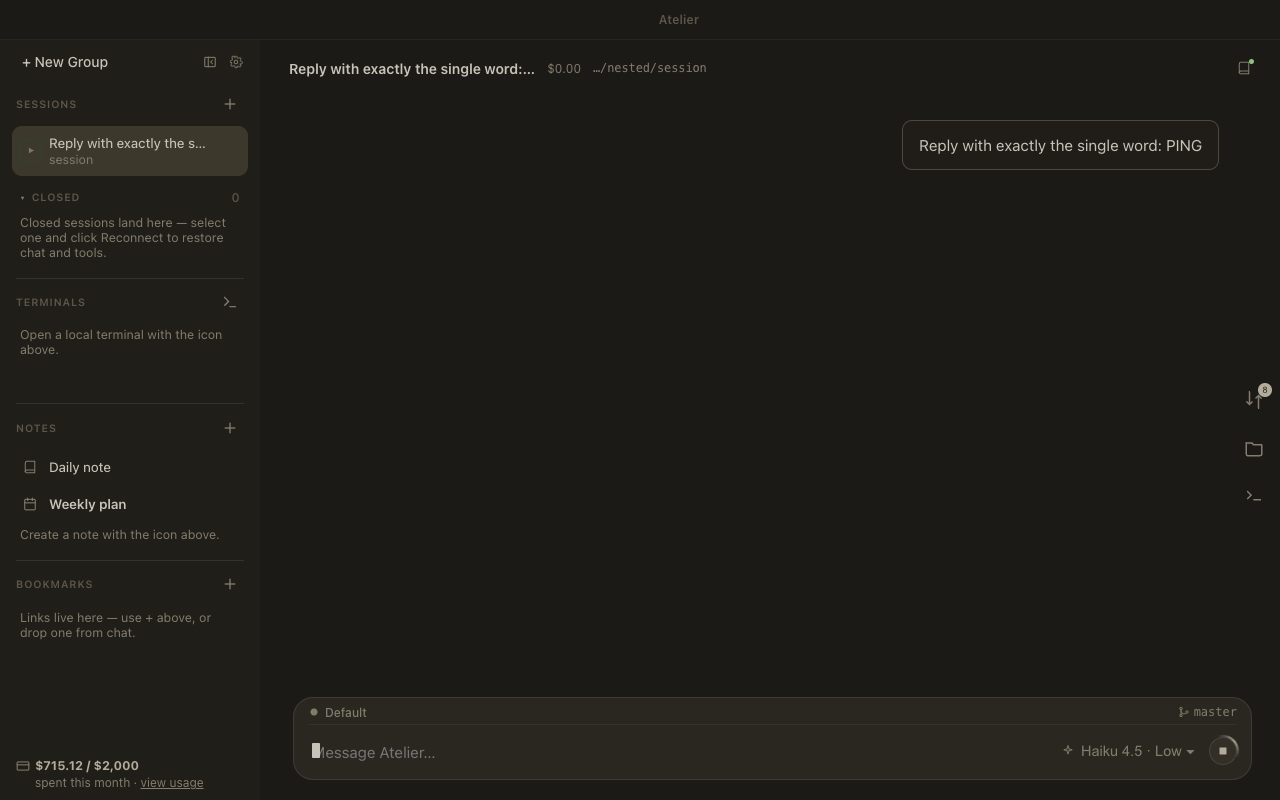 Atelier
+ New Group
Reply with exactly the single word:... $0.00 …/nested/session
SESSIONS
Reply with exactly the s...
session
CLOSED 0
Closed sessions land here — select
one and click Reconnect to restore
chat and tools.
TERMINALS
Open a local terminal with the icon
above.
NOTES
Daily note
Weekly plan
Create a note with the icon above.
BOOKMARKS
Links live here — use + above, or
drop one from chat.
$715.12 / $2,000
spent this month · view usage
Reply with exactly the single word: PING
8
Default
master
Message Atelier...
Haiku 4.5 · Low